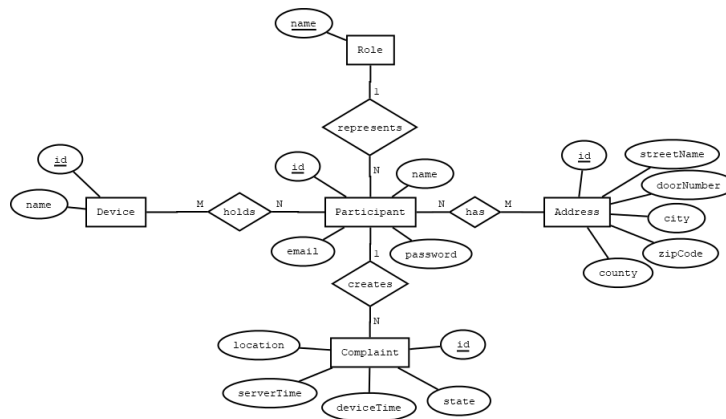 name
Role
1
represents
N
id
name
id
streetName
id
doorNumber
name
Device
M
holds
N
Participant
N
has
M
Address
city
email
1
password
zipCode
county
creates
N
location
id
Complaint
serverTime
state
deviceTime